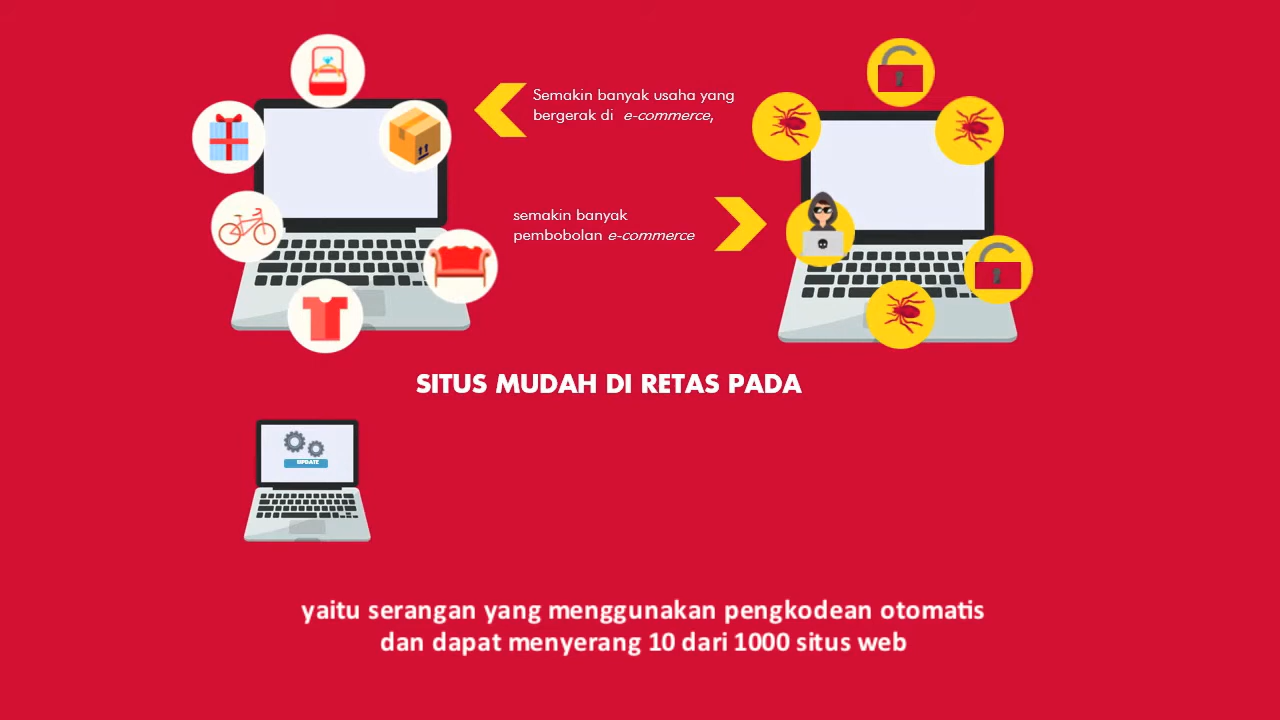 Semakin banyak usaha yang
bergerak di e-commerce,
semakin banyak
pembobolan e-commerce
SITUS MUDAH DI RETAS PADA
UPDATE
yaitu serangan yang menggunakan pengkodean otomatis
dan dapat menyerang 10 dari 1000 situs web